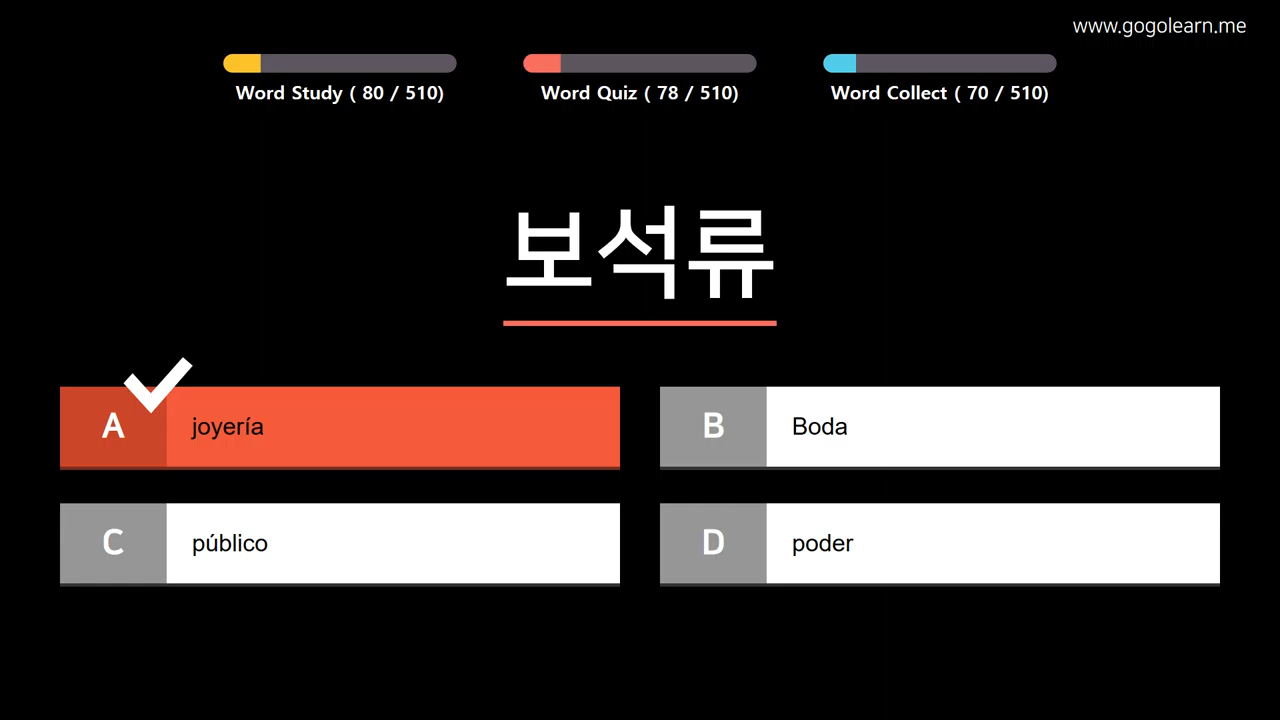 www.gogolearn.me
Word Study ( 80 / 510)
Word Quiz ( 78 / 510)
Word Collect ( 70 / 510)
보석류
A joyería
B Boda
C público
D poder